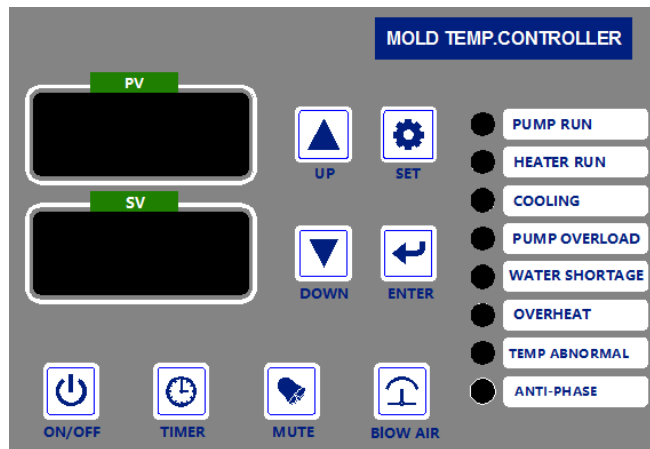 MOLD TEMP.CONTROLLER
PV
SV
UP
SET
DOWN
ENTER
PUMP RUN
HEATER RUN
COOLING
PUMP OVERLOAD
WATER SHORTAGE
OVERHEAT
TEMP ABNORMAL
ANTI-PHASE
ON/OFF
TIMER
MUTE
BlOW AIR